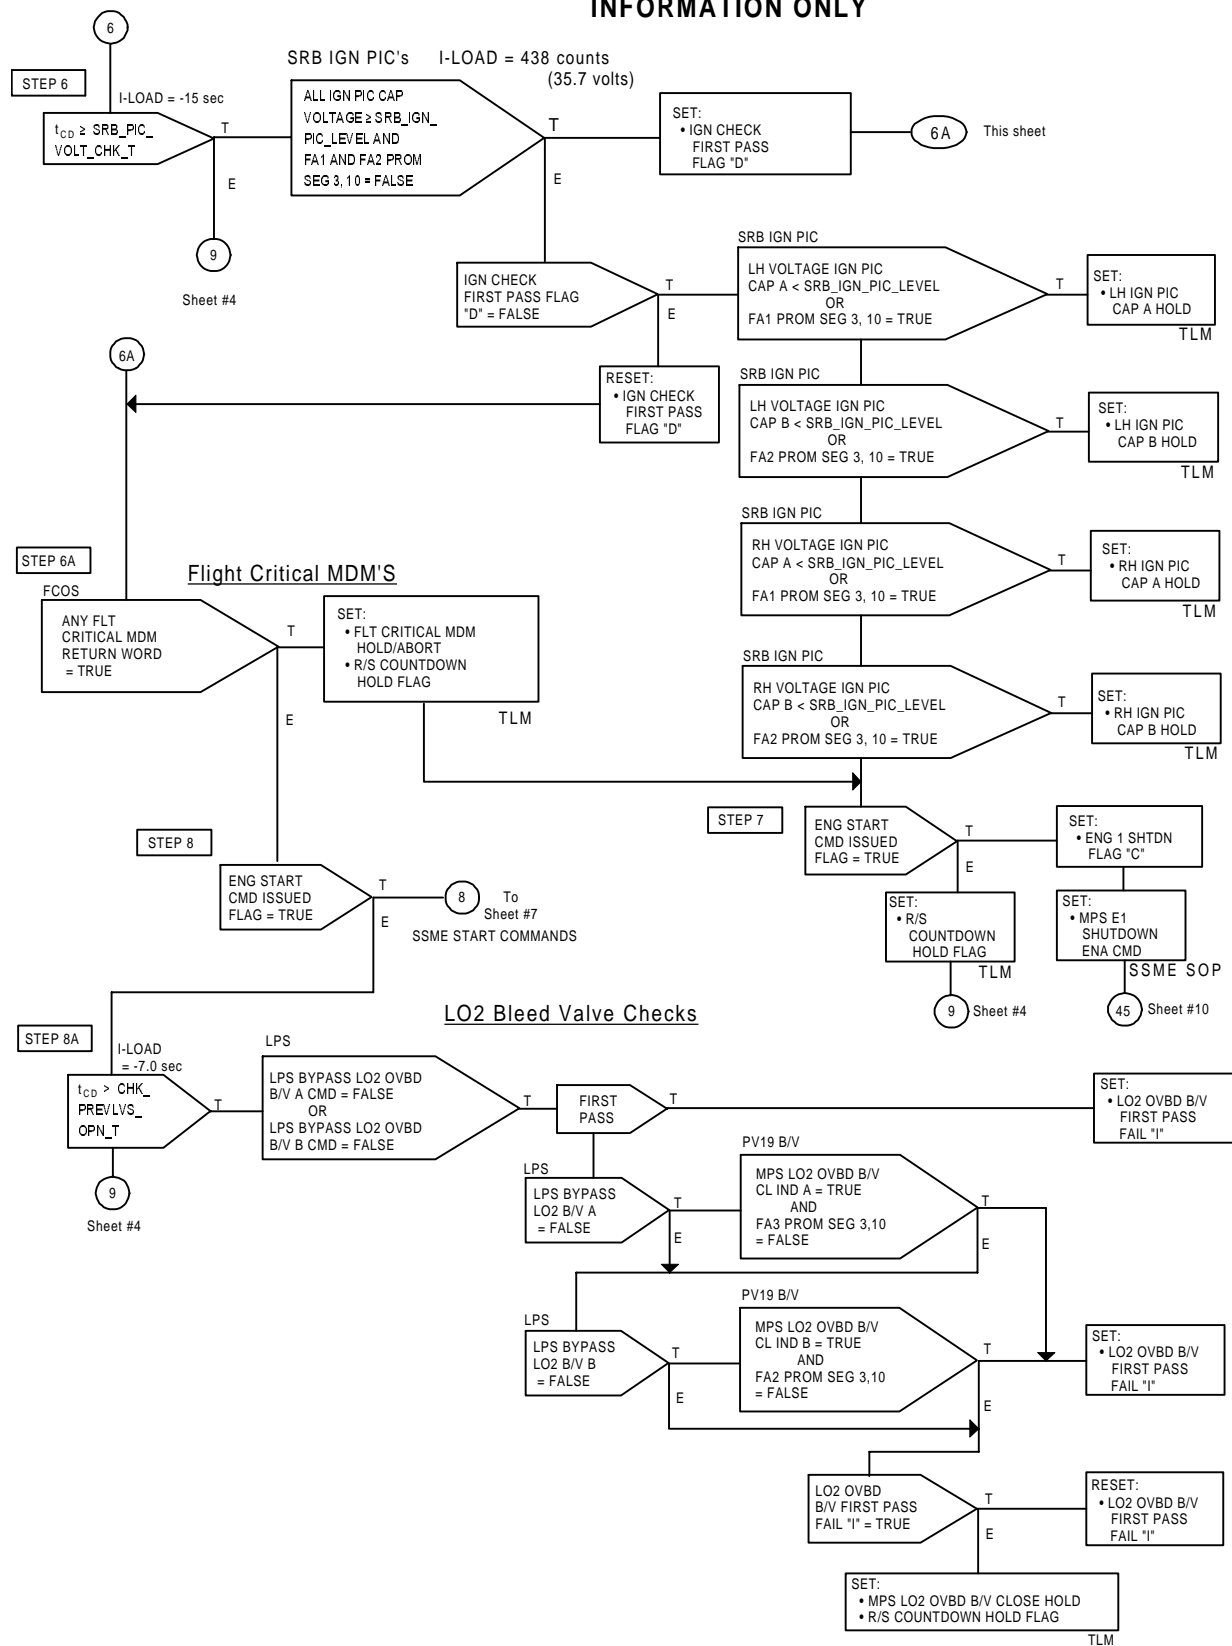 INFORMATION ONLY
6
STEP 6
I-LOAD = -15 sec
tCD ≥ SRB_PIC_
VOLT_CHK_T
T
E
9
Sheet #4
SRB IGN PIC's I-LOAD = 438 counts
(35.7 volts)
ALL IGN PIC CAP
VOLTAGE ≥ SRB_IGN_
PIC_LEVEL AND
FA1 AND FA2 PROM
SEG 3, 10 = FALSE
T
E
SET:
• IGN CHECK
FIRST PASS
FLAG "D"
6A
This sheet
IGN CHECK
FIRST PASS FLAG
"D" = FALSE
T
E
RESET:
• IGN CHECK
FIRST PASS
FLAG "D"
SRB IGN PIC
LH VOLTAGE IGN PIC
CAP A < SRB_IGN_PIC_LEVEL
OR
FA1 PROM SEG 3, 10 = TRUE
T
SET:
• LH IGN PIC
CAP A HOLD
TLM
SRB IGN PIC
LH VOLTAGE IGN PIC
CAP B < SRB_IGN_PIC_LEVEL
OR
FA2 PROM SEG 3, 10 = TRUE
T
SET:
• LH IGN PIC
CAP B HOLD
TLM
SRB IGN PIC
RH VOLTAGE IGN PIC
CAP A < SRB_IGN_PIC_LEVEL
OR
FA1 PROM SEG 3, 10 = TRUE
T
SET:
• RH IGN PIC
CAP A HOLD
TLM
SRB IGN PIC
RH VOLTAGE IGN PIC
CAP B < SRB_IGN_PIC_LEVEL
OR
FA2 PROM SEG 3, 10 = TRUE
T
SET:
• RH IGN PIC
CAP B HOLD
TLM
6A
STEP 6A
Flight Critical MDM'S
FCOS
ANY FLT
CRITICAL MDM
RETURN WORD
= TRUE
T
E
SET:
• FLT CRITICAL MDM
HOLD/ABORT
• R/S COUNTDOWN
HOLD FLAG
TLM
STEP 7
ENG START
CMD ISSUED
FLAG = TRUE
T
E
SET:
• ENG 1 SHTDN
FLAG "C"
SET:
• R/S
COUNTDOWN
HOLD FLAG
TLM
9
Sheet #4
SET:
• MPS E1
SHUTDOWN
ENA CMD
SSME SOP
45
Sheet #10
STEP 8
ENG START
CMD ISSUED
FLAG = TRUE
T
E
8
To
Sheet #7
SSME START COMMANDS
LO2 Bleed Valve Checks
STEP 8A
I-LOAD
= -7.0 sec
tCD > CHK_
PREVLVS_
OPN_T
T
9
Sheet #4
LPS
LPS BYPASS LO2 OVBD
B/V A CMD = FALSE
OR
LPS BYPASS LO2 OVBD
B/V B CMD = FALSE
T
FIRST
PASS
T
SET:
• LO2 OVBD B/V
FIRST PASS
FAIL "I"
LPS
LPS BYPASS
LO2 B/V A
= FALSE
T
E
PV19 B/V
MPS LO2 OVBD B/V
CL IND A = TRUE
AND
FA3 PROM SEG 3,10
= FALSE
T
E
LPS
LPS BYPASS
LO2 B/V B
= FALSE
T
E
PV19 B/V
MPS LO2 OVBD B/V
CL IND B = TRUE
AND
FA2 PROM SEG 3,10
= FALSE
T
E
SET:
• LO2 OVBD B/V
FIRST PASS
FAIL "I"
LO2 OVBD
B/V FIRST PASS
FAIL "I" = TRUE
T
E
RESET:
• LO2 OVBD B/V
FIRST PASS
FAIL "I"
SET:
• MPS LO2 OVBD B/V CLOSE HOLD
• R/S COUNTDOWN HOLD FLAG
TLM